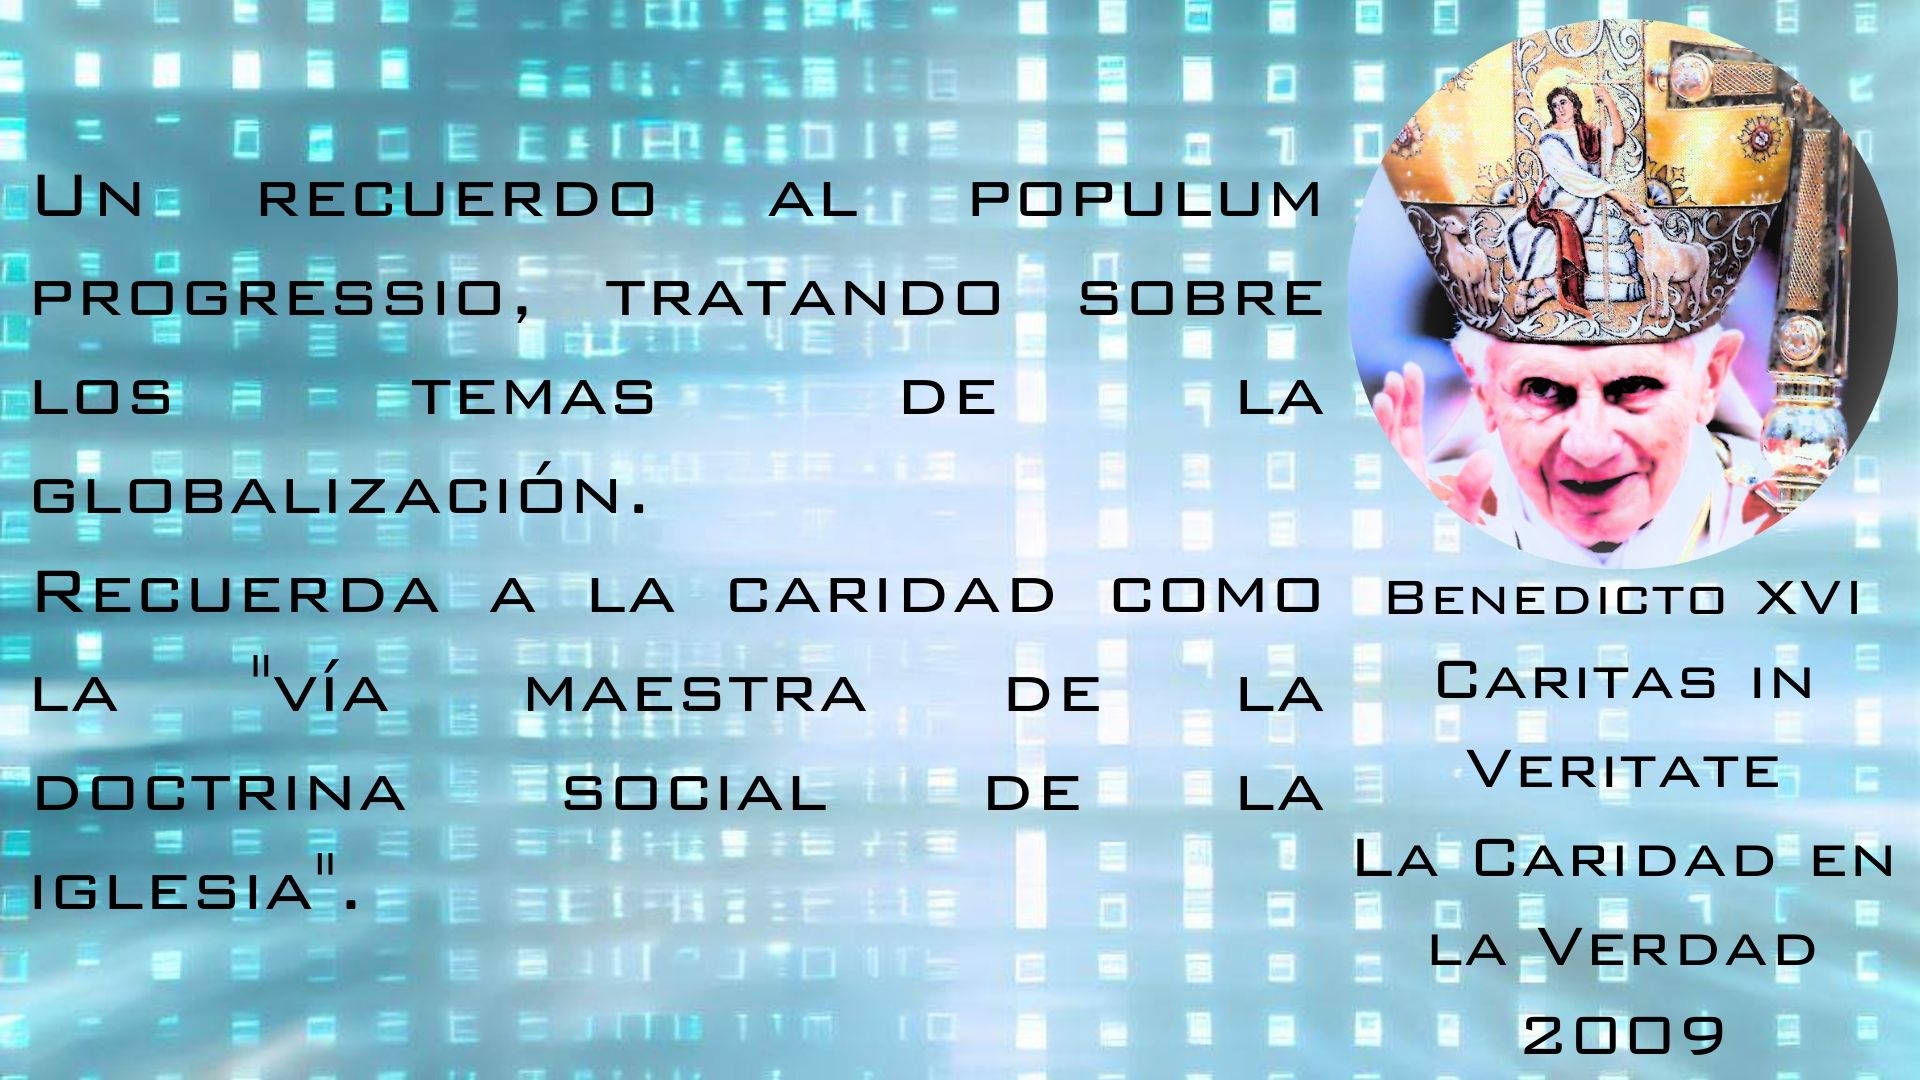 Un recuerdo al populum
progressio, tratando sobre
los temas de la
globalización.
Recuerda a la caridad como
la "vía maestra de la
doctrina social de la
iglesia".
Benedicto XVI
Caritas in
Veritate
La Caridad en
la Verdad
2009